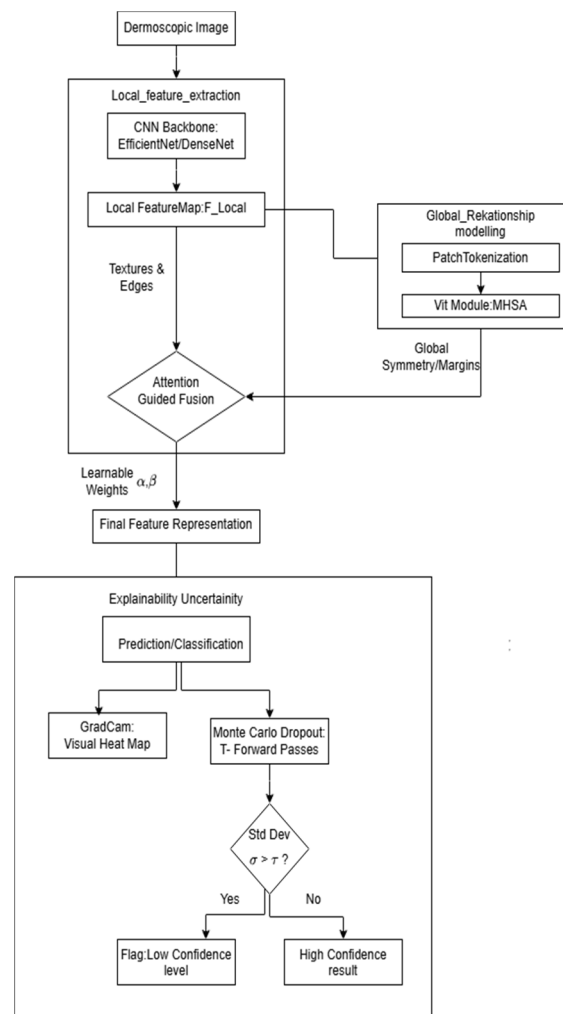 Dermoscopic Image
Local_feature_extraction
CNN Backbone:
EfficientNet/DenseNet
Local FeatureMap:F_Local
Global_Rekationship
modelling
PatchTokenization
Vit Module:MHSA
Textures &
Edges
Global
Symmetry/Margins
Attention
Guided Fusion
Learnable
Weights α,β
Final Feature Representation
Explainability Uncertainity
Prediction/Classification
GradCam:
Visual Heat Map
Monte Carlo Dropout:
T- Forward Passes
Std Dev
σ > τ ?
Yes
No
Flag:Low Confidence
level
High Confidence
result
: